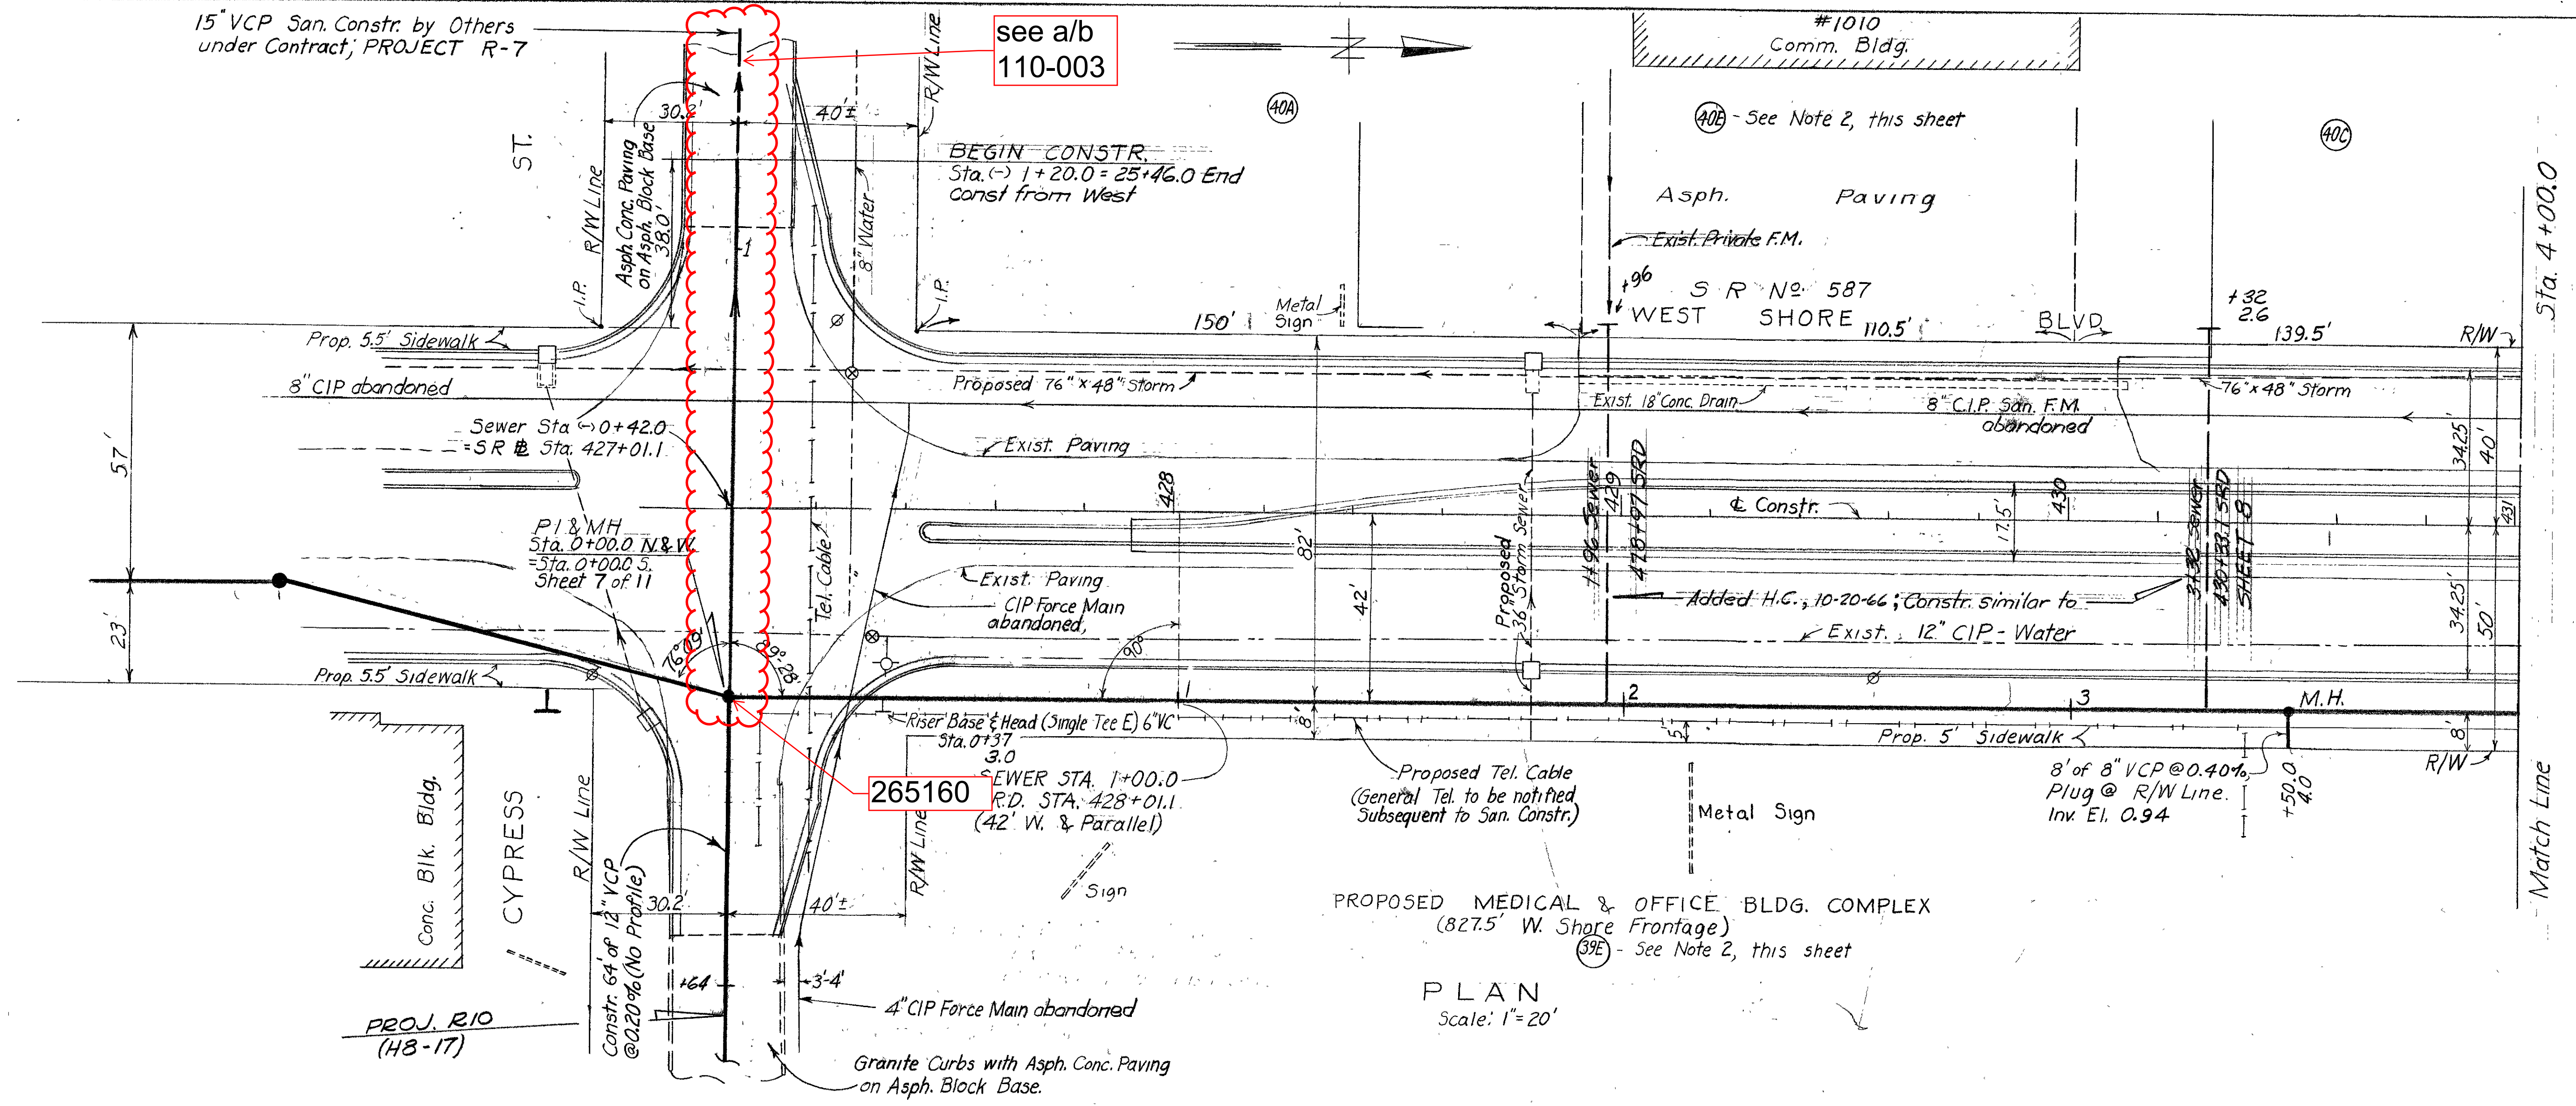 15" VCP San. Constr. by Others
under Contract; PROJECT R-7
see a/b
110-003
R/W Line
#1010
Comm. Bldg.
40A
40E - See Note 2, this sheet
40C
ST.
30.2'
40'±
Asph. Conc. Paving
on Asph. Block Base
38.0'
R/W Line
I.P.
8" Water
I.P.
BEGIN CONSTR.
Sta. (-) 1+20.0 = 25+46.0 End
const from West
Asph. Paving
Exist. Private F.M.
+96
S R Nº 587
WEST SHORE BLVD
+32
2.6
Sta. 4+00.0
150'
Metal
Sign
110.5'
139.5'
R/W
Prop. 5.5' Sidewalk
8" CIP abandoned
Proposed 76" x 48" Storm
Exist. 18" Conc. Drain
8" C.I.P. San. F.M.
abandoned
76" x 48" Storm
Sewer Sta (-) 0+42.0
= S R B Sta. 427+01.1
Exist. Paving
57'
34.25'
40'
1
428
1+96 Sewer
429
478+97 SRD
¢ Constr.
17.5'
430
3+32 Sewer
430+33.1 SRD
SHEET 8
431
P I & MH
Sta. 0+00.0 N & W
= Sta. 0+00.0 S.
Sheet 7 of 11
Tel. Cable
Exist. Paving
CIP Force Main
abandoned,
82'
42'
Proposed
36" Storm Sewer
Added H.C., 10-20-66; Constr. similar to
Exist. 12" CIP - Water
34.25'
50'
23'
76°09'
89°-28'
90°
Prop. 5.5' Sidewalk
1
2
3
M.H.
Riser Base & Head (Single Tee E) 6" VC
Sta. 0+37
3.0
8'
5'
Prop. 5' Sidewalk
8'
R/W
265160
SEWER STA. 1+00.0
R.D. STA. 428+01.1
(42' W. & Parallel)
Proposed Tel. Cable
(General Tel. to be notified
Subsequent to San. Constr.)
Metal Sign
8' of 8" VCP @ 0.40%
Plug @ R/W Line.
Inv. El. 0.94
+50.0
4.0
Match Line
Conc. Blk. Bldg.
CYPRESS
R/W Line
Constr. 64' of 12" VCP
@ 0.20% (No Profile)
30.2'
40'±
R/W Line
Sign
PROPOSED MEDICAL & OFFICE BLDG. COMPLEX
(827.5' W. Shore Frontage)
39E - See Note 2, this sheet
+64
3'-4'
4" CIP Force Main abandoned
PLAN
Scale: 1"=20'
PROJ. R10
(H8-17)
Granite Curbs with Asph. Conc. Paving
on Asph. Block Base.